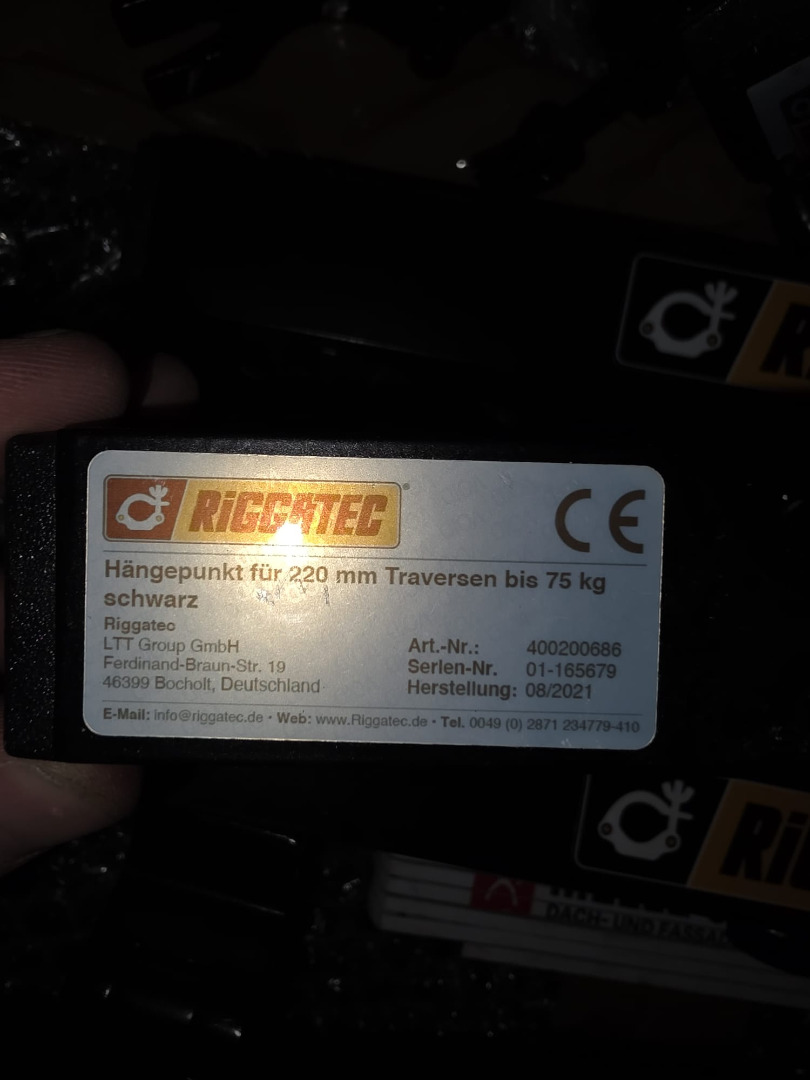 RiGGATEC®
CE
Hängepunkt für 220 mm Traversen bis 75 kg
schwarz
Riggatec
LTT Group GmbH
Ferdinand-Braun-Str. 19
46399 Bocholt, Deutschland
Art.-Nr.: 400200686
Serien-Nr. 01-165679
Herstellung: 08/2021
E-Mail: info@riggatec.de • Web: www.Riggatec.de • Tel. 0049 (0) 2871 234779-410
DACH- UND